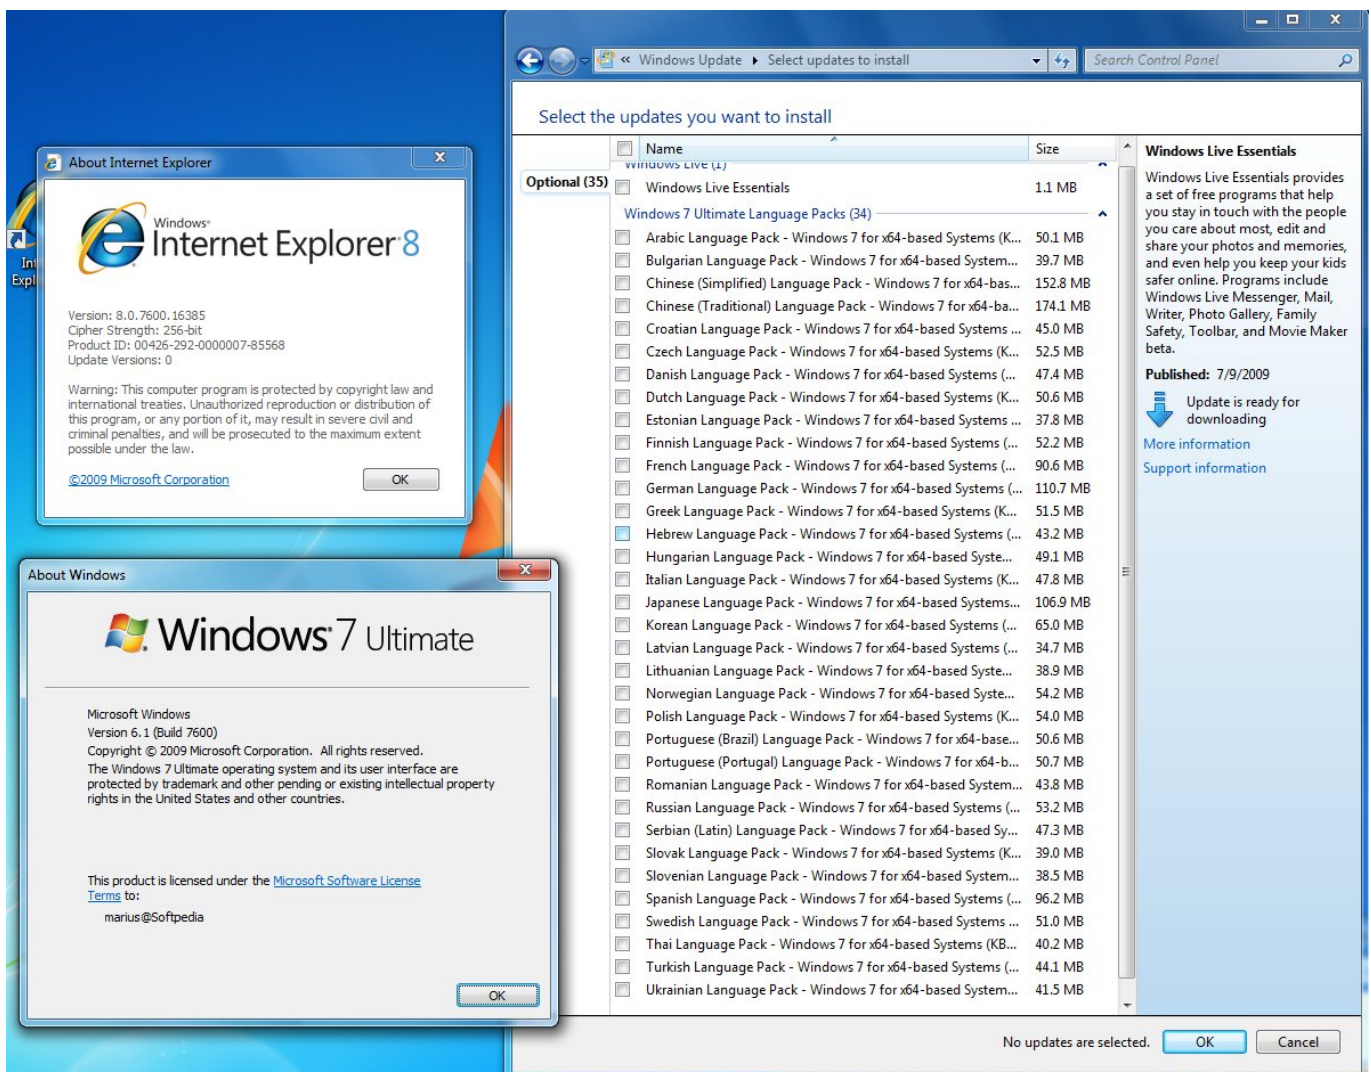 Inte
Expl
About Internet Explorer
Windows®
Internet Explorer 8
Version: 8.0.7600.16385
Cipher Strength: 256-bit
Product ID: 00426-292-0000007-85568
Update Versions: 0
Warning: This computer program is protected by copyright law and
international treaties. Unauthorized reproduction or distribution of
this program, or any portion of it, may result in severe civil and
criminal penalties, and will be prosecuted to the maximum extent
possible under the law.
©2009 Microsoft Corporation
OK
About Windows
Windows® 7 Ultimate
Microsoft Windows
Version 6.1 (Build 7600)
Copyright © 2009 Microsoft Corporation. All rights reserved.
The Windows 7 Ultimate operating system and its user interface are
protected by trademark and other pending or existing intellectual property
rights in the United States and other countries.
This product is licensed under the Microsoft Software License
Terms to:
marius@Softpedia
OK
« Windows Update ▸ Select updates to install
Search Control Panel
Select the updates you want to install
Name Size
Windows Live (1)
Optional (35)
Windows Live Essentials 1.1 MB
Windows 7 Ultimate Language Packs (34)
Arabic Language Pack - Windows 7 for x64-based Systems (K... 50.1 MB
Bulgarian Language Pack - Windows 7 for x64-based System... 39.7 MB
Chinese (Simplified) Language Pack - Windows 7 for x64-bas... 152.8 MB
Chinese (Traditional) Language Pack - Windows 7 for x64-ba... 174.1 MB
Croatian Language Pack - Windows 7 for x64-based Systems ... 45.0 MB
Czech Language Pack - Windows 7 for x64-based Systems (K... 52.5 MB
Danish Language Pack - Windows 7 for x64-based Systems (... 47.4 MB
Dutch Language Pack - Windows 7 for x64-based Systems (K... 50.6 MB
Estonian Language Pack - Windows 7 for x64-based Systems ... 37.8 MB
Finnish Language Pack - Windows 7 for x64-based Systems (... 52.2 MB
French Language Pack - Windows 7 for x64-based Systems (... 90.6 MB
German Language Pack - Windows 7 for x64-based Systems (... 110.7 MB
Greek Language Pack - Windows 7 for x64-based Systems (K... 51.5 MB
Hebrew Language Pack - Windows 7 for x64-based Systems (... 43.2 MB
Hungarian Language Pack - Windows 7 for x64-based Syste... 49.1 MB
Italian Language Pack - Windows 7 for x64-based Systems (K... 47.8 MB
Japanese Language Pack - Windows 7 for x64-based Systems... 106.9 MB
Korean Language Pack - Windows 7 for x64-based Systems (... 65.0 MB
Latvian Language Pack - Windows 7 for x64-based Systems (... 34.7 MB
Lithuanian Language Pack - Windows 7 for x64-based Syste... 38.9 MB
Norwegian Language Pack - Windows 7 for x64-based Syste... 54.2 MB
Polish Language Pack - Windows 7 for x64-based Systems (K... 54.0 MB
Portuguese (Brazil) Language Pack - Windows 7 for x64-base... 50.6 MB
Portuguese (Portugal) Language Pack - Windows 7 for x64-b... 50.7 MB
Romanian Language Pack - Windows 7 for x64-based System... 43.8 MB
Russian Language Pack - Windows 7 for x64-based Systems (... 53.2 MB
Serbian (Latin) Language Pack - Windows 7 for x64-based Sy... 47.3 MB
Slovak Language Pack - Windows 7 for x64-based Systems (K... 39.0 MB
Slovenian Language Pack - Windows 7 for x64-based System... 38.5 MB
Spanish Language Pack - Windows 7 for x64-based Systems (... 96.2 MB
Swedish Language Pack - Windows 7 for x64-based Systems ... 51.0 MB
Thai Language Pack - Windows 7 for x64-based Systems (KB... 40.2 MB
Turkish Language Pack - Windows 7 for x64-based Systems (... 44.1 MB
Ukrainian Language Pack - Windows 7 for x64-based System... 41.5 MB
Windows Live Essentials
Windows Live Essentials provides
a set of free programs that help
you stay in touch with the people
you care about most, edit and
share your photos and memories,
and even help you keep your kids
safer online. Programs include
Windows Live Messenger, Mail,
Writer, Photo Gallery, Family
Safety, Toolbar, and Movie Maker
beta.
Published: 7/9/2009
Update is ready for
downloading
More information
Support information
No updates are selected.
OK
Cancel